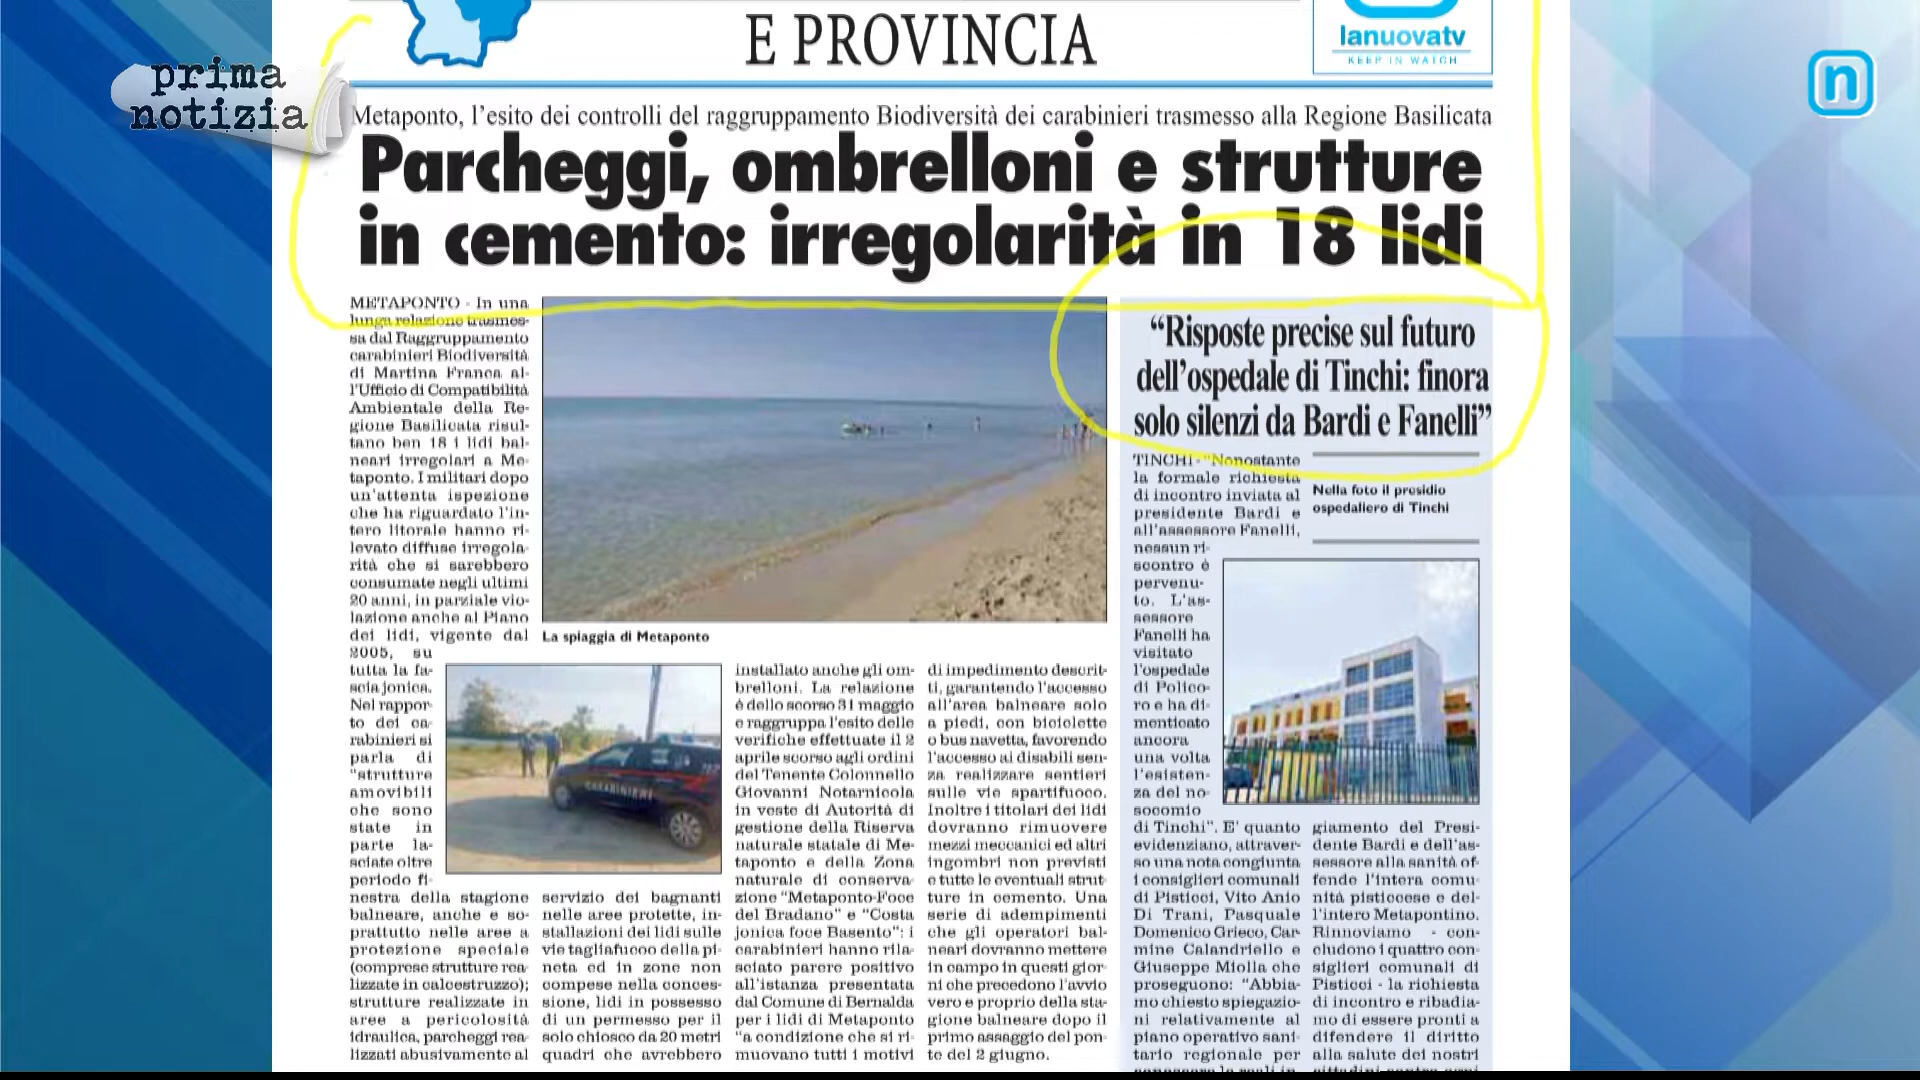 E PROVINCIA
lanuovatv
KEEP IN WATCH
prima
notizia
n
Metaponto, l'esito dei controlli del raggruppamento Biodiversità dei carabinieri trasmesso alla Regione Basilicata
Parcheggi, ombrelloni e strutture
in cemento: irregolarità in 18 lidi
METAPONTO - In una
lunga relazione trasmes-
sa dal Raggruppamento
carabinieri Biodiversità
di Martina Franca al-
l'Ufficio di Compatibilità
Ambientale della Re-
gione Basilicata risul-
tano ben 18 i lidi bal-
neari irregolari a Me-
taponto. I militari dopo
un'attenta ispezione
che ha riguardato l'in-
tero litorale hanno ri-
levato diffuse irregola-
rità che si sarebbero
consumate negli ultimi
20 anni, in parziale vio-
lazione anche al Piano
dei lidi, vigente dal
2005, su
tutta la fa-
scia jonica.
Nel rappor-
to dei ca-
rabinieri si
parla di
"strutture
amovibili
che sono
state in
parte la-
sciate oltre
periodo fi-
nestra della stagione
balneare, anche e so-
prattutto nelle aree a
protezione speciale
(comprese strutture rea-
lizzate in calcestruzzo);
strutture realizzate in
aree a pericolosità
idraulica, parcheggi rea-
lizzati abusivamente al
La spiaggia di Metaponto
CARABINIERI
servizio dei bagnanti
nelle aree protette, in-
stallazioni dei lidi sulle
vie tagliafuoco della pi-
neta ed in zone non
compese nella conces-
sione, lidi in possesso
di un permesso per il
solo chiosco da 20 metri
quadri che avrebbero
installato anche gli om-
brelloni. La relazione
è dello scorso 31 maggio
e raggruppa l'esito delle
verifiche effettuate il 2
aprile scorso agli ordini
del Tenente Colonnello
Giovanni Notarnicola
in veste di Autorità di
gestione della Riserva
naturale statale di Me-
taponto e della Zona
naturale di conserva-
zione "Metaponto-Foce
del Bradano" e "Costa
jonica foce Basento": i
carabinieri hanno rila-
sciato parere positivo
all'istanza presentata
dal Comune di Bernalda
per i lidi di Metaponto
"a condizione che si ri-
muovano tutti i motivi
di impedimento descrit-
ti, garantendo l'accesso
all'area balneare solo
a piedi, con biciclette
o bus navetta, favorendo
l'accesso ai disabili sen-
za realizzare sentieri
sulle vie spartifuoco.
Inoltre i titolari dei lidi
dovranno rimuovere
mezzi meccanici ed altri
ingombri non previsti
e tutte le eventuali strut-
ture in cemento. Una
serie di adempimenti
che gli operatori bal-
neari dovranno mettere
in campo in questi gior-
ni che precedono l'avvio
vero e proprio della sta-
gione balneare dopo il
primo assaggio del pon-
te del 2 giugno.
"Risposte precise sul futuro
dell'ospedale di Tinchi: finora
solo silenzi da Bardi e Fanelli"
TINCHI - "Nonostante
la formale richiesta
di incontro inviata al
presidente Bardi e
all'assessore Fanelli,
nessun ri-
scontro è
pervenu-
to. L'as-
sessore
Fanelli ha
visitato
l'ospedale
di Polico-
ro e ha di-
menticato
ancora
una volta
l'esisten-
za del no-
socomio
di Tinchi". E' quanto
evidenziano, attraver-
so una nota congiunta
i consiglieri comunali
di Pisticci, Vito Anio
Di Trani, Pasquale
Domenico Grieco, Car-
mine Calandriello e
Giuseppe Miolla che
proseguono: "Abbia-
mo chiesto spiegazio-
ni relativamente al
piano operativo sani-
tario regionale per
Nella foto il presidio
ospedaliero di Tinchi
giamento del Presi-
dente Bardi e dell'as-
sessore alla sanità of-
fende l'intera comu-
nità pisticcese e del-
l'intero Metapontino.
Rinnoviamo - con-
cludono i quattro con-
siglieri comunali di
Pisticci - la richiesta
di incontro e ribadia-
mo di essere pronti a
difendere il diritto
alla salute dei nostri